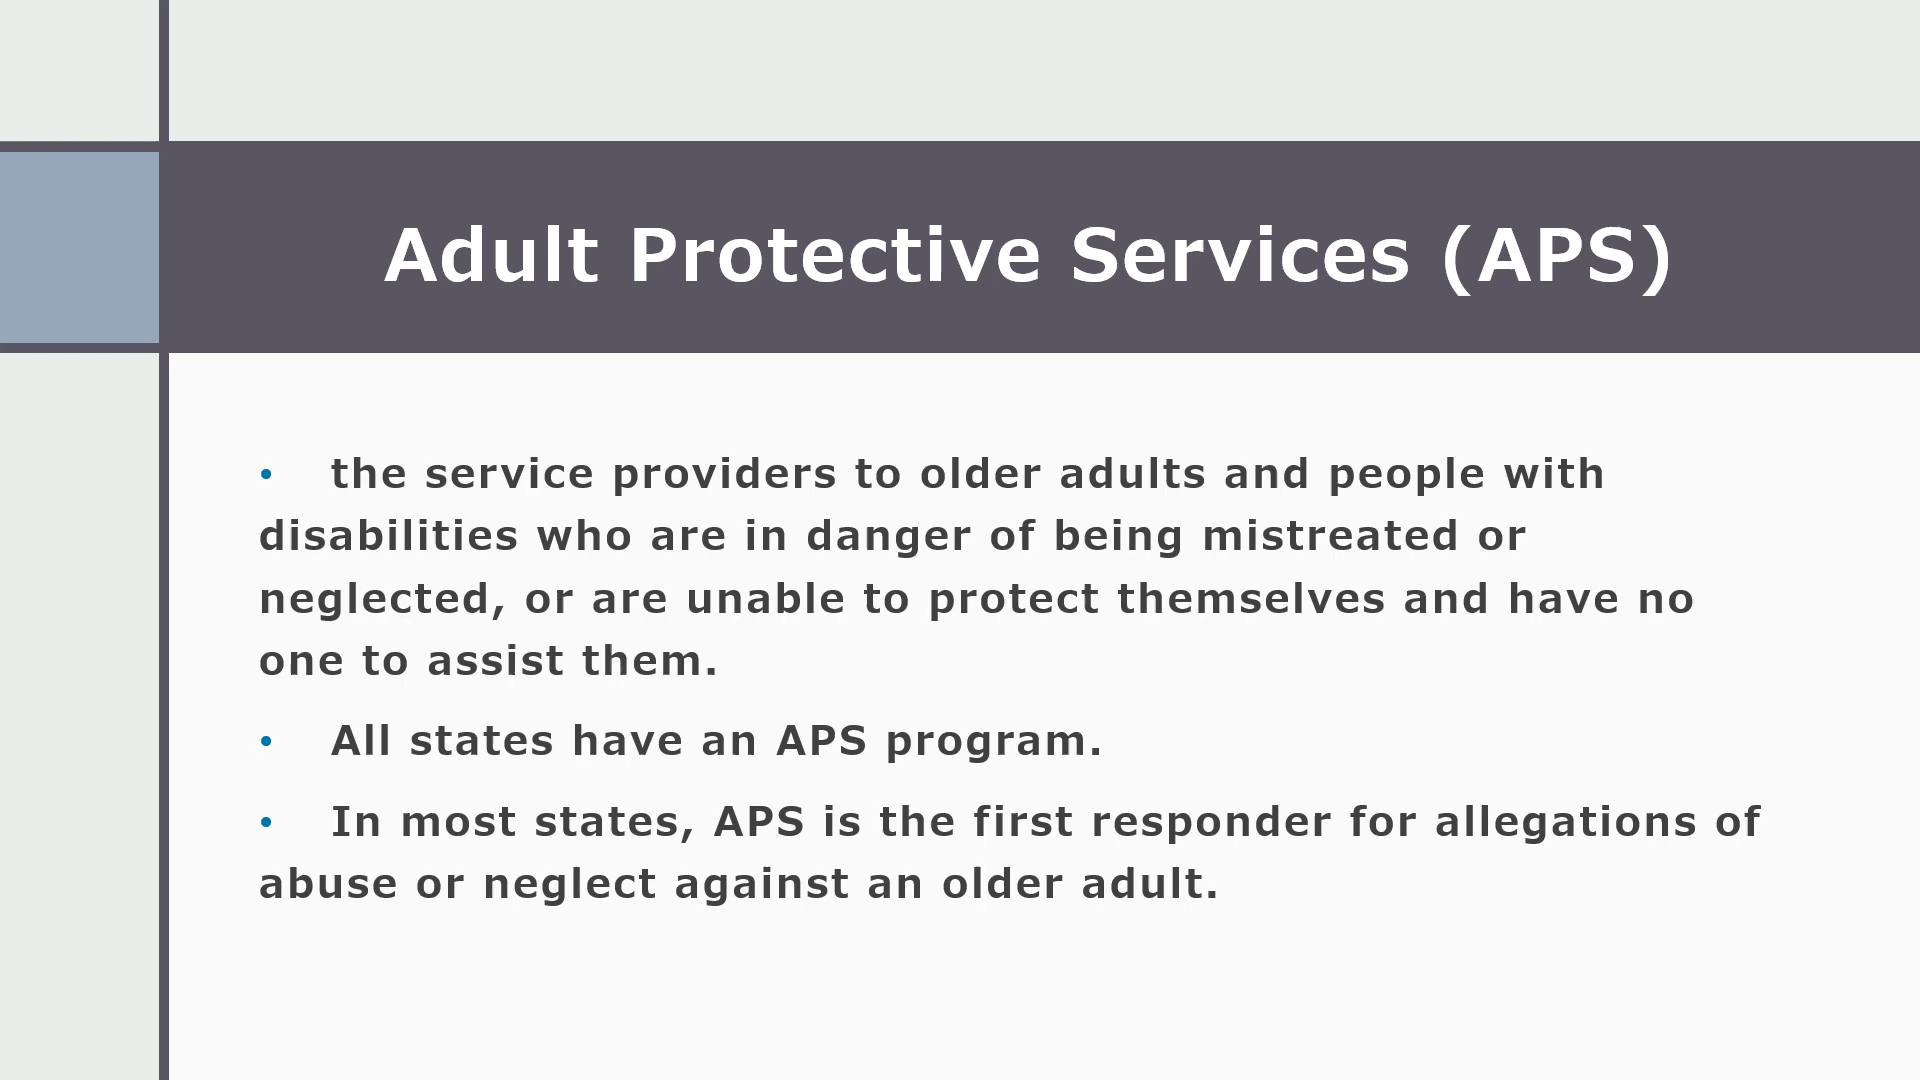 Adult Protective Services (APS)
• the service providers to older adults and people with
disabilities who are in danger of being mistreated or
neglected, or are unable to protect themselves and have no
one to assist them.
• All states have an APS program.
• In most states, APS is the first responder for allegations of
abuse or neglect against an older adult.